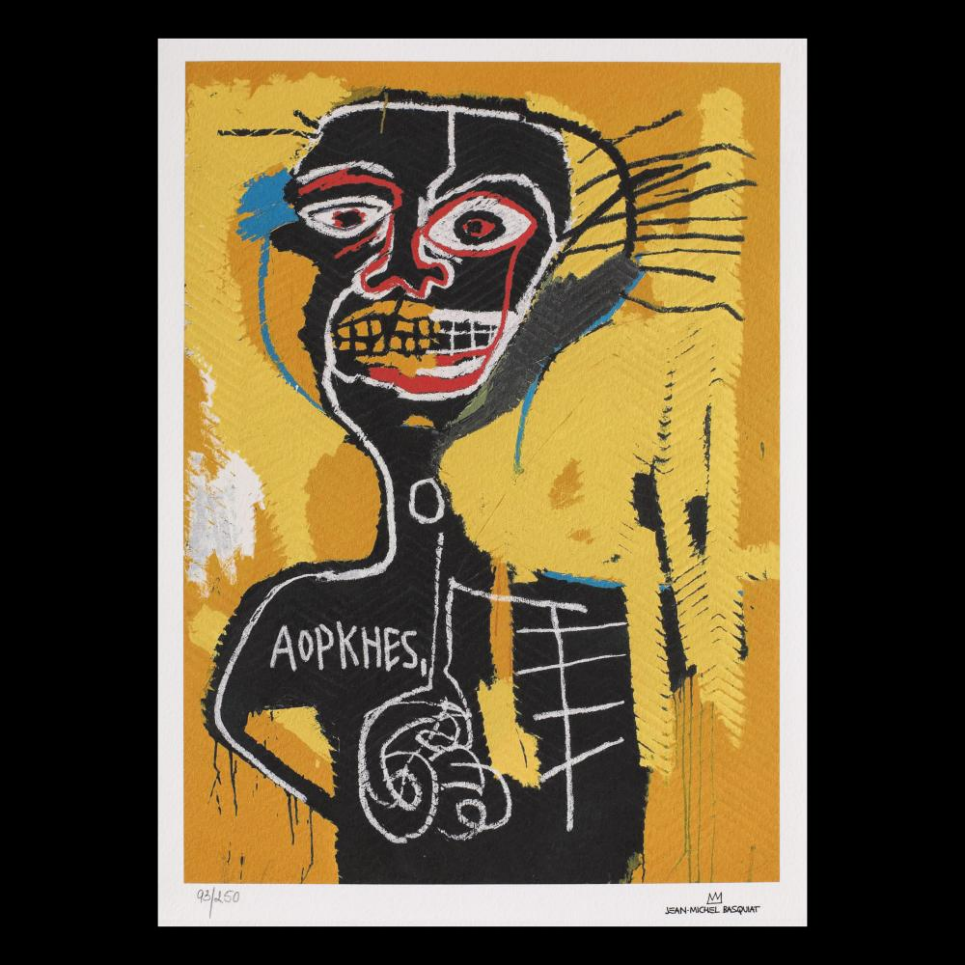 AOPKHES,
93/250
JEAN-MICHEL BASQUIAT